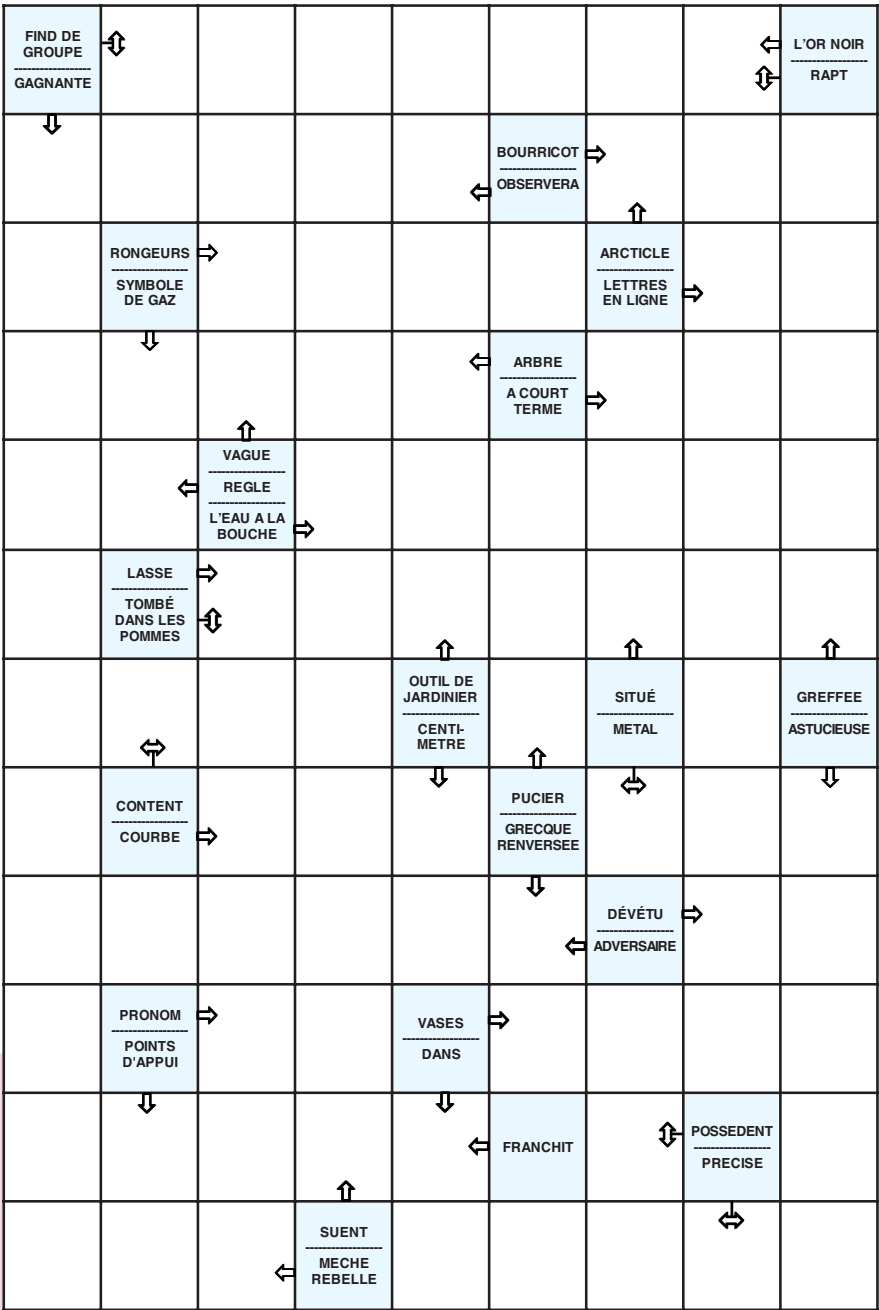 FIND DE
GROUPE
GAGNANTE
L'OR NOIR
RAPT
BOURRICOT
OBSERVERA
RONGEURS
SYMBOLE
DE GAZ
ARCTICLE
LETTRES
EN LIGNE
ARBRE
A COURT
TERME
VAGUE
REGLE
L'EAU A LA
BOUCHE
LASSE
TOMBÉ
DANS LES
POMMES
OUTIL DE
JARDINIER
CENTI-
METRE
SITUÉ
METAL
GREFFEE
ASTUCIEUSE
CONTENT
COURBE
PUCIER
GRECQUE
RENVERSEE
DÉVÉTU
ADVERSAIRE
PRONOM
POINTS
D'APPUI
VASES
DANS
FRANCHIT
POSSEDENT
PRECISE
SUENT
MECHE
REBELLE